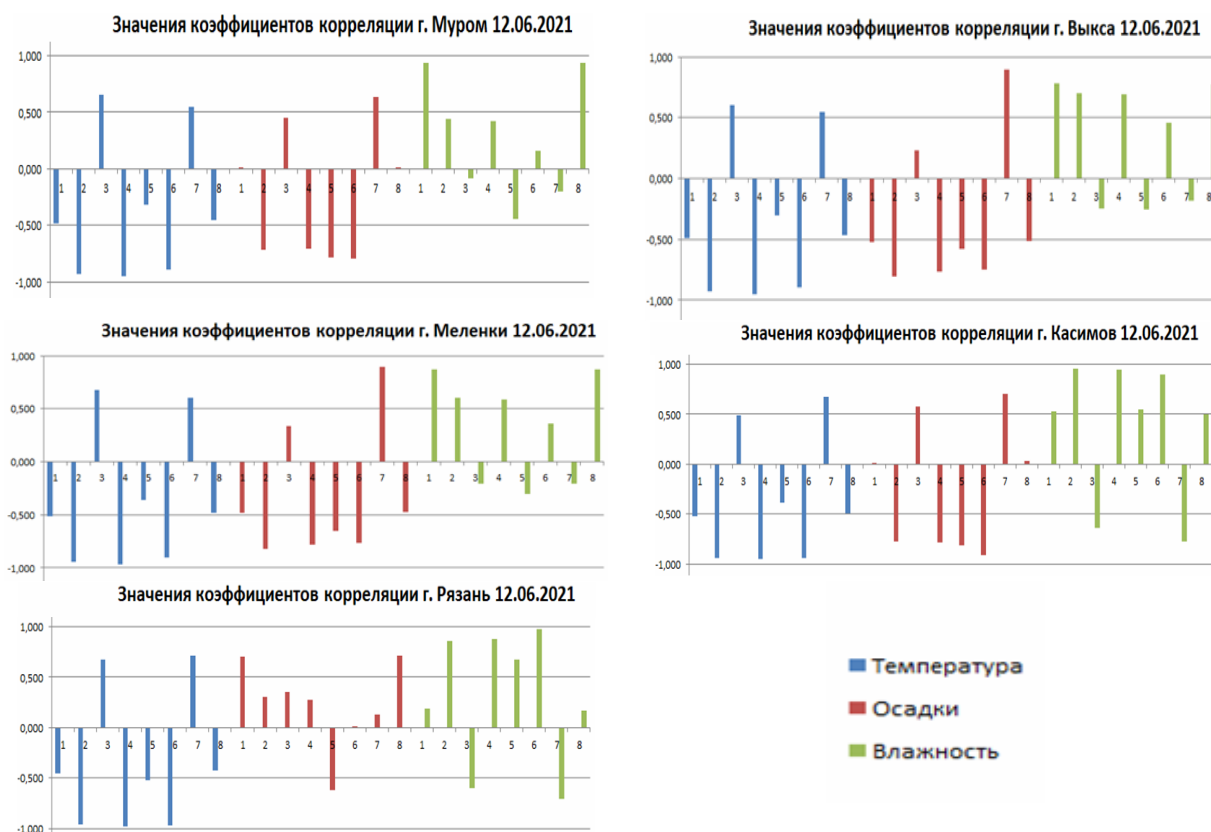 Значения коэффициентов корреляции г. Муром 12.06.2021
1,000
0,500
0,000
-0,500
-1,000
1 2 3 4 5 6 7 8 1 2 3 4 5 6 7 8 1 2 3 4 5 6 7 8
Значения коэффициентов корреляции г. Выкса 12.06.2021
1,000
0,500
0,000
-0,500
-1,000
1 2 3 4 5 6 7 8 1 2 3 4 5 6 7 8 1 2 3 4 5 6 7 8
Значения коэффициентов корреляции г. Меленки 12.06.2021
1,000
0,500
0,000
-0,500
-1,000
1 2 3 4 5 6 7 8 1 2 3 4 5 6 7 8 1 2 3 4 5 6 7 8
Значения коэффициентов корреляции г. Касимов 12.06.2021
1,000
0,500
0,000
-0,500
-1,000
1 2 3 4 5 6 7 8 1 2 3 4 5 6 7 8 1 2 3 4 5 6 7 8
Значения коэффициентов корреляции г. Рязань 12.06.2021
1,000
0,500
0,000
-0,500
-1,000
1 2 3 4 5 6 7 8 1 2 3 4 5 6 7 8 1 2 3 4 5 6 7 8
Температура
Осадки
Влажность